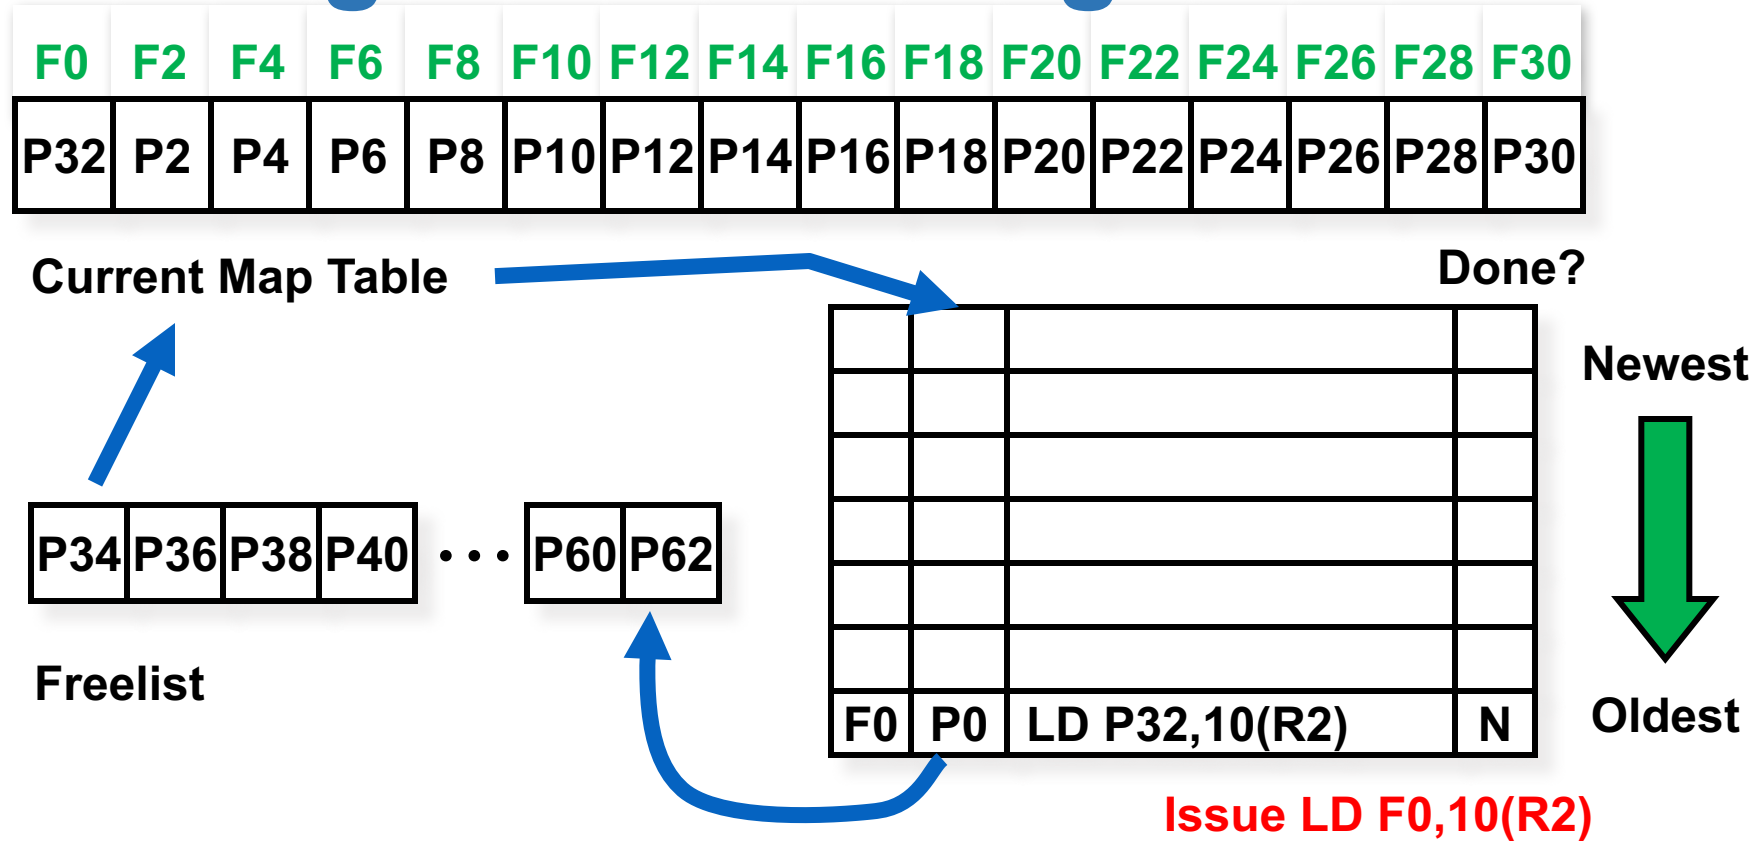 F0 F2 F4 F6 F8 F10 F12 F14 F16 F18 F20 F22 F24 F26 F28 F30
P32 P2 P4 P6 P8 P10 P12 P14 P16 P18 P20 P22 P24 P26 P28 P30
Current Map Table
Done?
Newest
P34 P36 P38 P40 ... P60 P62
Freelist
F0 P0 LD P32,10(R2) N
Oldest
Issue LD F0,10(R2)